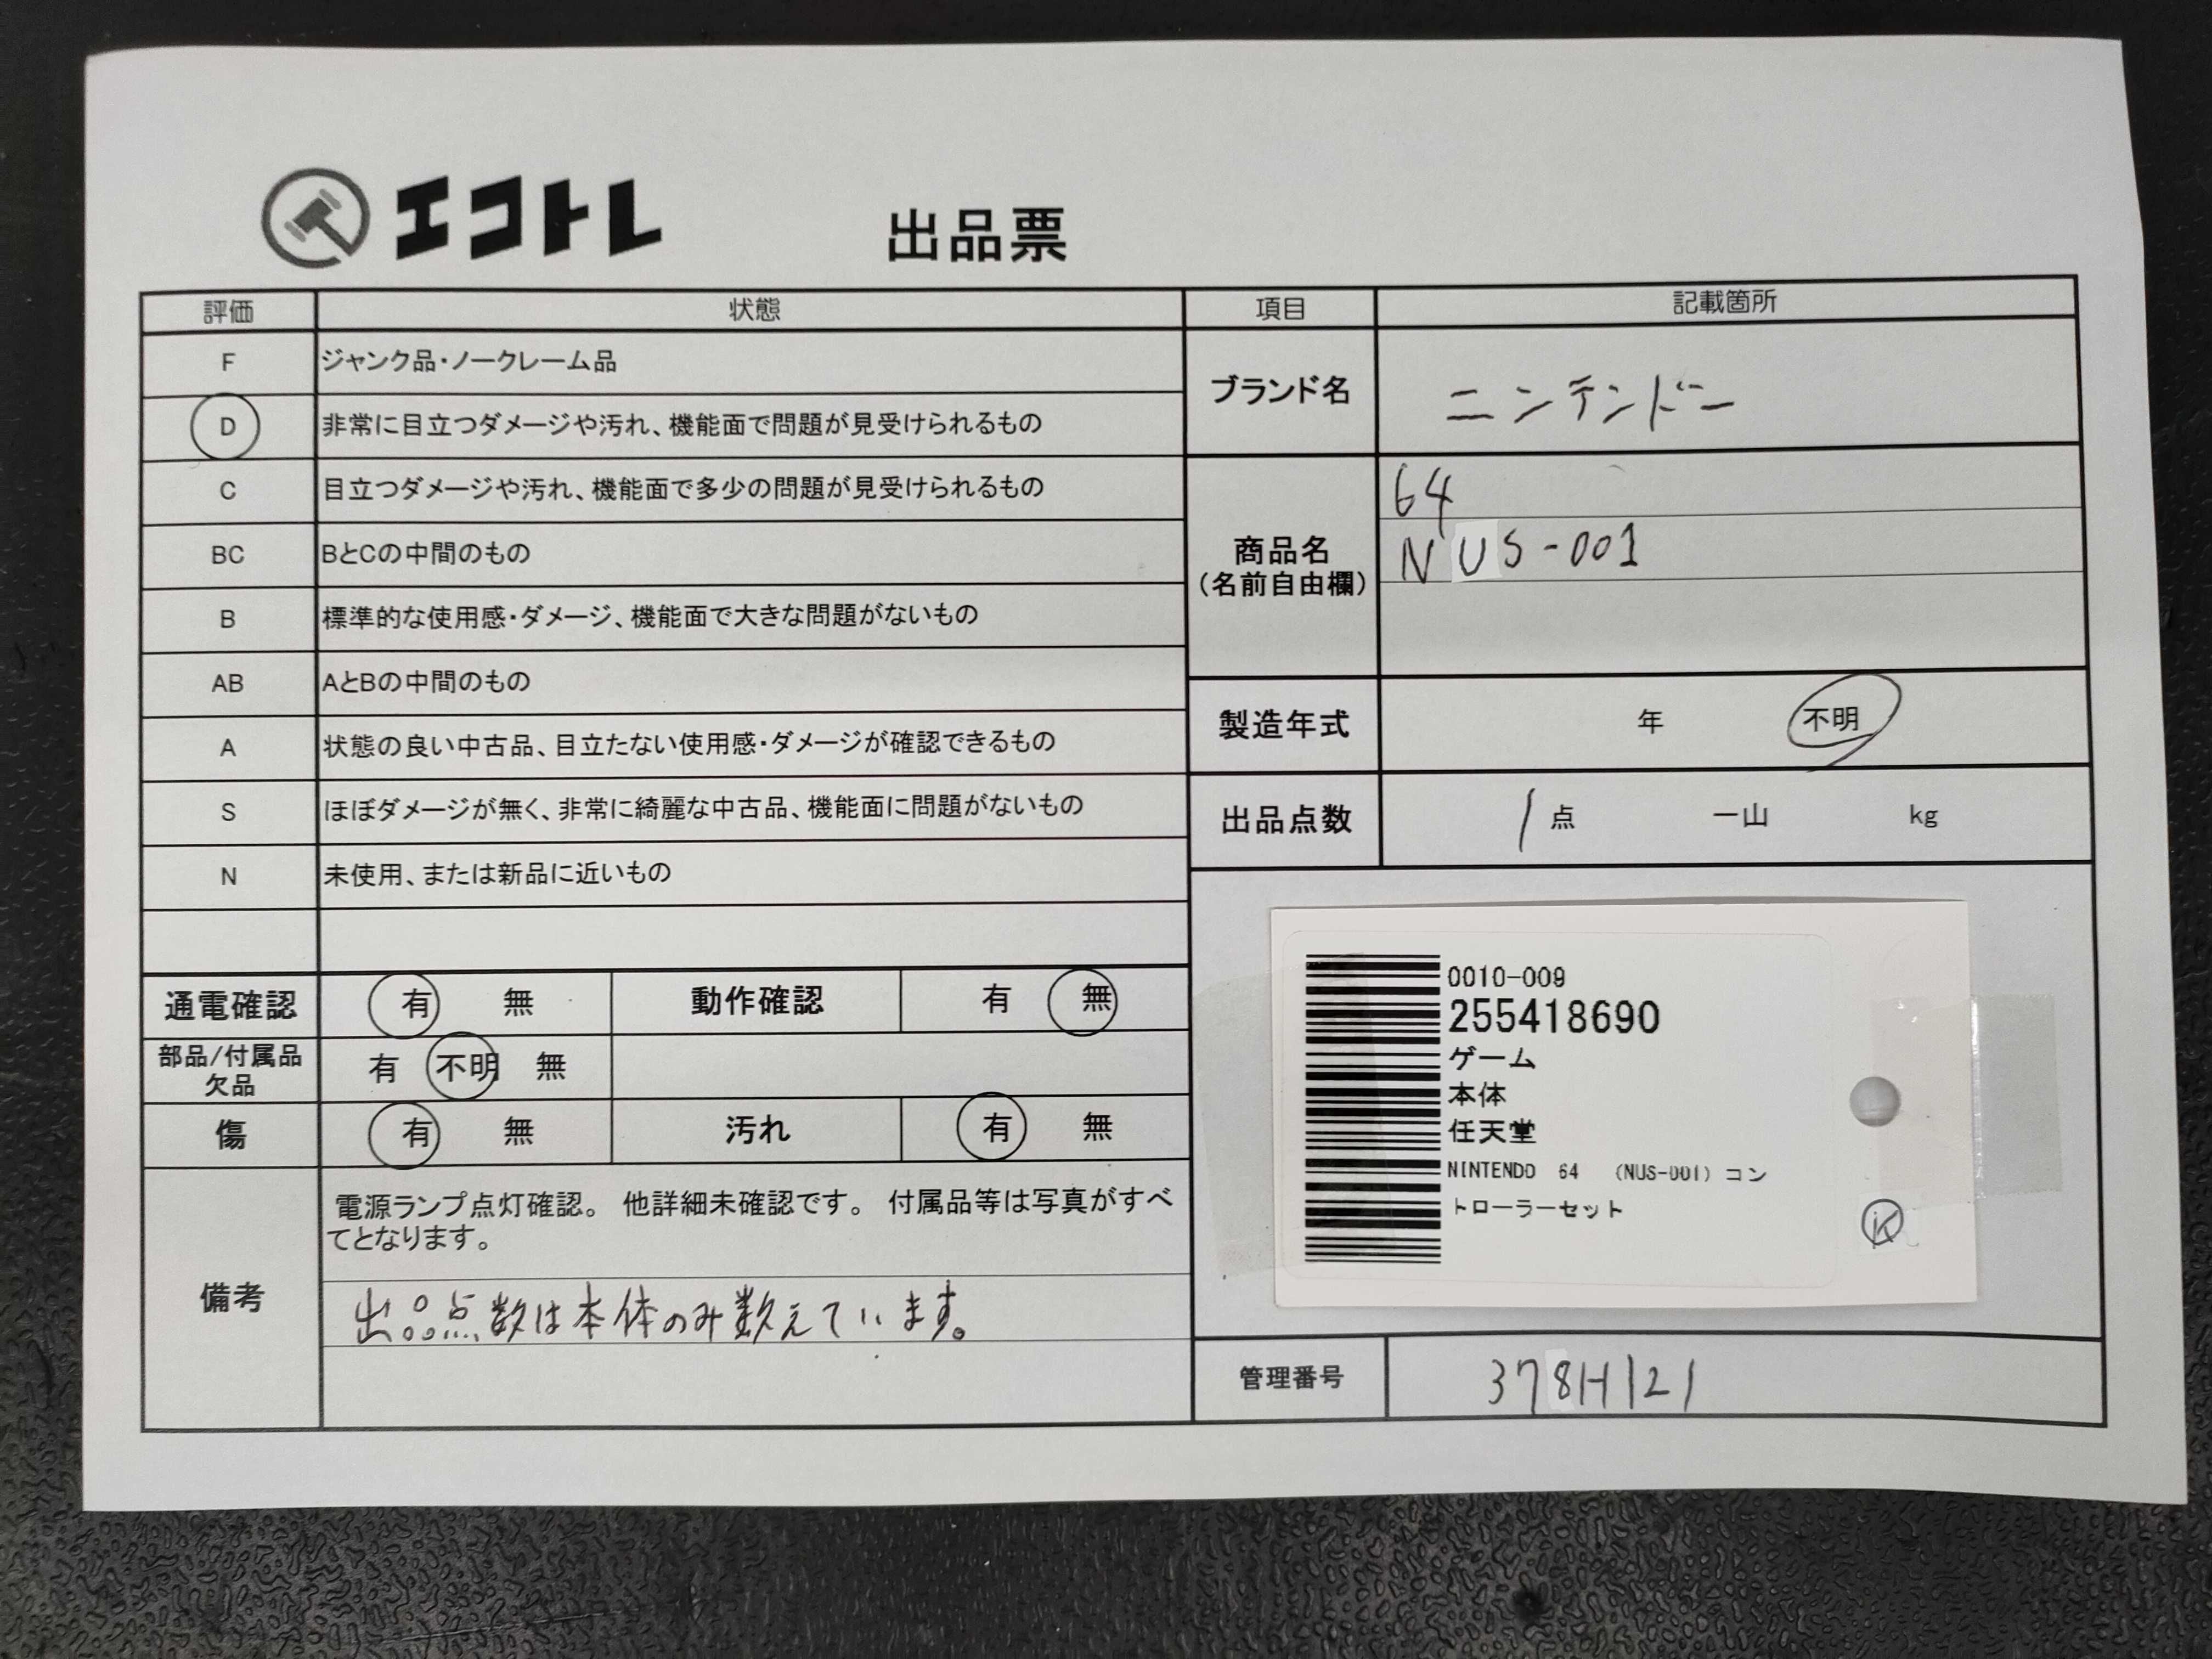 エコトレ
出品票
評価 状態
F ジャンク品・ノークレーム品
D 非常に目立つダメージや汚れ、機能面で問題が見受けられるもの
C 目立つダメージや汚れ、機能面で多少の問題が見受けられるもの
BC BとCの中間のもの
B 標準的な使用感・ダメージ、機能面で大きな問題がないもの
AB AとBの中間のもの
A 状態の良い中古品、目立たない使用感・ダメージが確認できるもの
S ほぼダメージが無く、非常に綺麗な中古品、機能面に問題がないもの
N 未使用、または新品に近いもの
通電確認 有 無 動作確認 有 無
部品/付属品
欠品 有 不明 無
傷 有 無 汚れ 有 無
備考
電源ランプ点灯確認。 他詳細未確認です。 付属品等は写真がすべ
てとなります。
出品点数は本体のみ数えています。
項目 記載箇所
ブランド名 ニンテンドー
商品名
(名前自由欄)
64
NUS-001
製造年式 年 不明
出品点数 1点 一山 kg
0010-009
255418690
ゲーム
本体
任天堂
NINTENDO 64 (NUS-001) コン
トローラーセット
K
管理番号 378H121